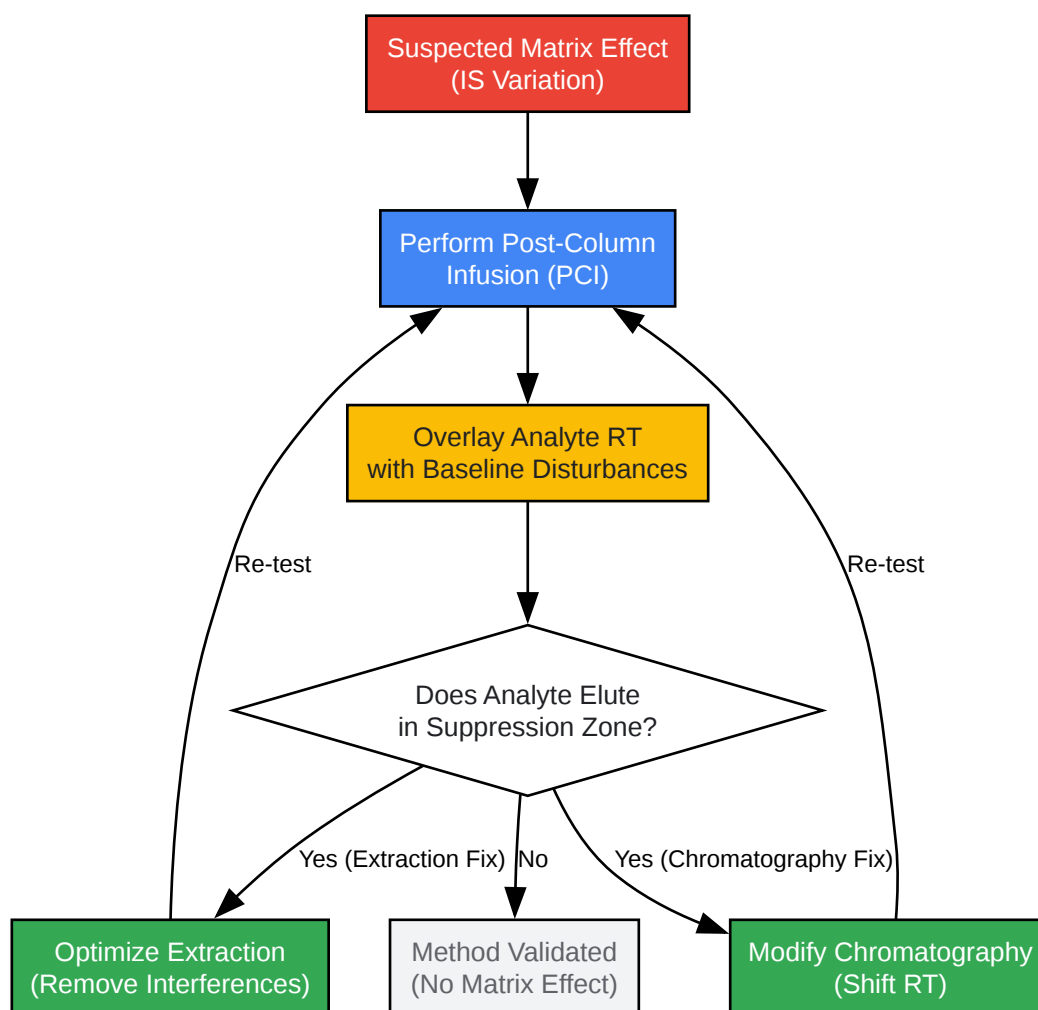 Suspected Matrix Effect
(IS Variation)
Perform Post-Column
Infusion (PCI)
Overlay Analyte RT
with Baseline Disturbances
Re-test
Re-test
Does Analyte Elute
in Suppression Zone?
Yes (Extraction Fix)
No
Yes (Chromatography Fix)
Optimize Extraction
(Remove Interferences)
Method Validated
(No Matrix Effect)
Modify Chromatography
(Shift RT)